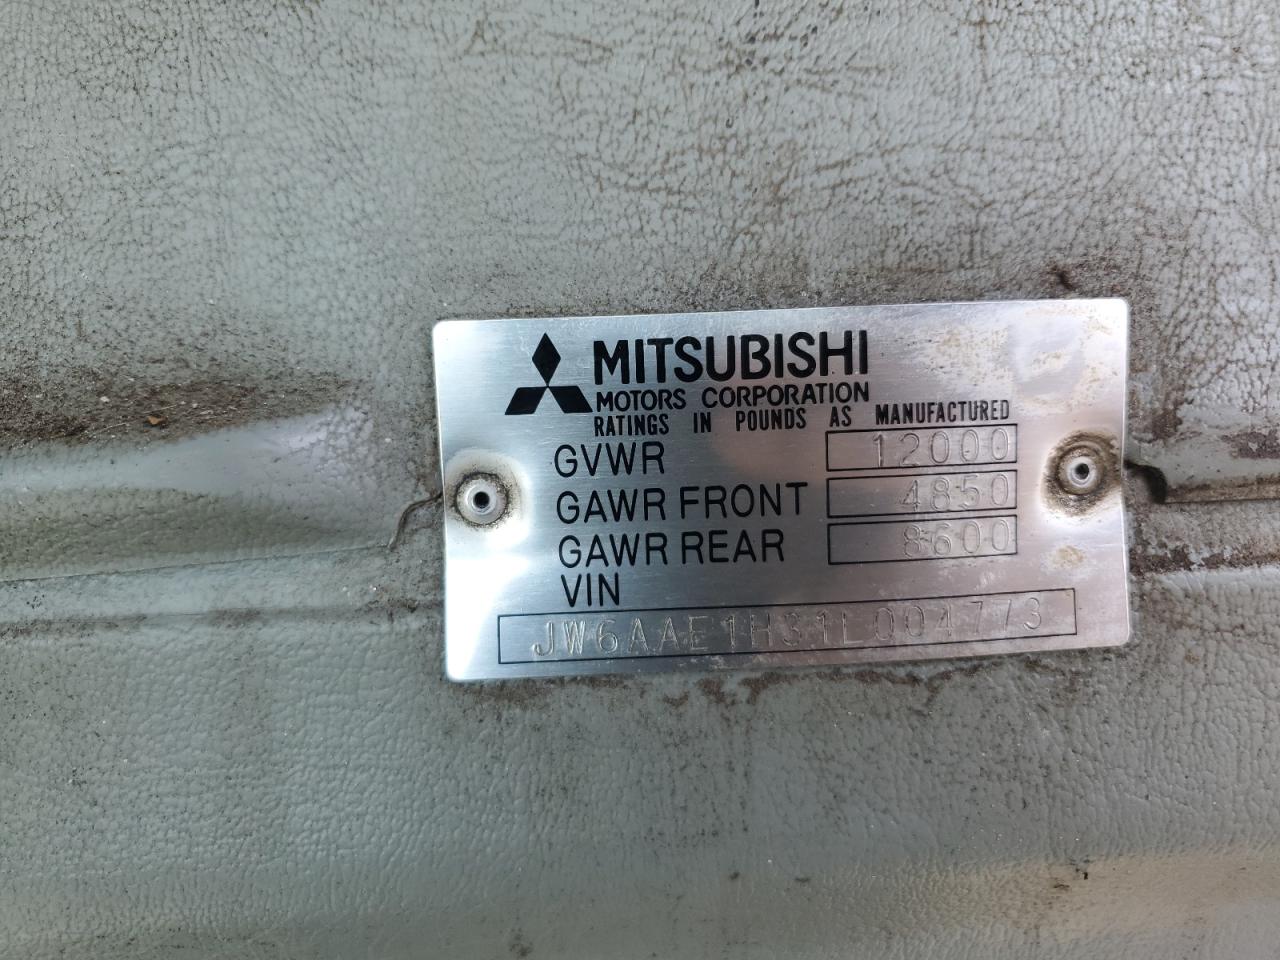 MITSUBISHI
MOTORS CORPORATION
RATINGS IN POUNDS AS MANUFACTURED
GVWR 12000
GAWR FRONT 4850
GAWR REAR 8600
VIN
JW6AAE1H31L004773